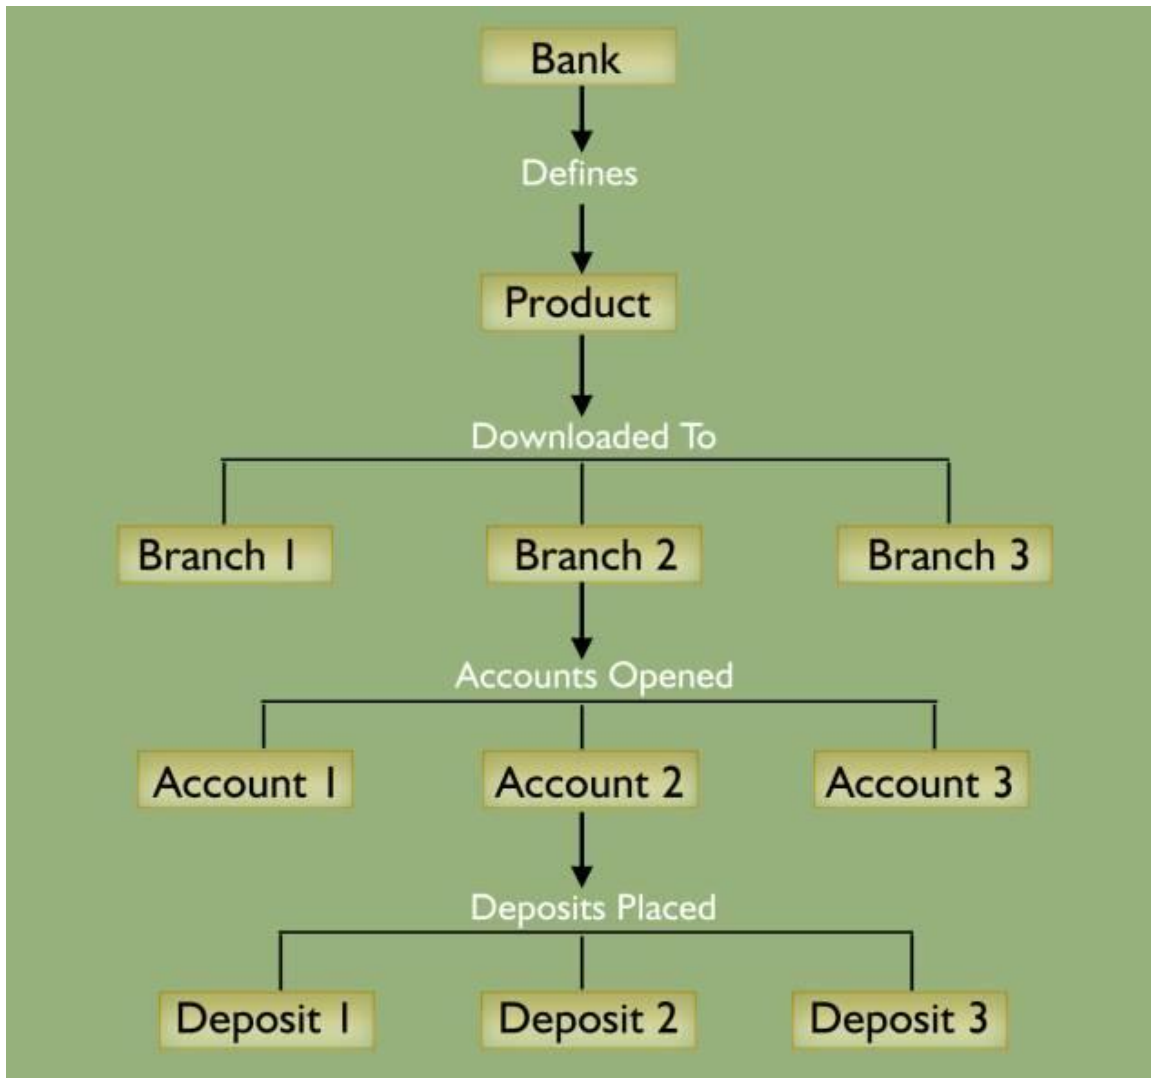 Bank
Defines
Product
Downloaded To
Branch 1
Branch 2
Branch 3
Accounts Opened
Account 1
Account 2
Account 3
Deposits Placed
Deposit 1
Deposit 2
Deposit 3